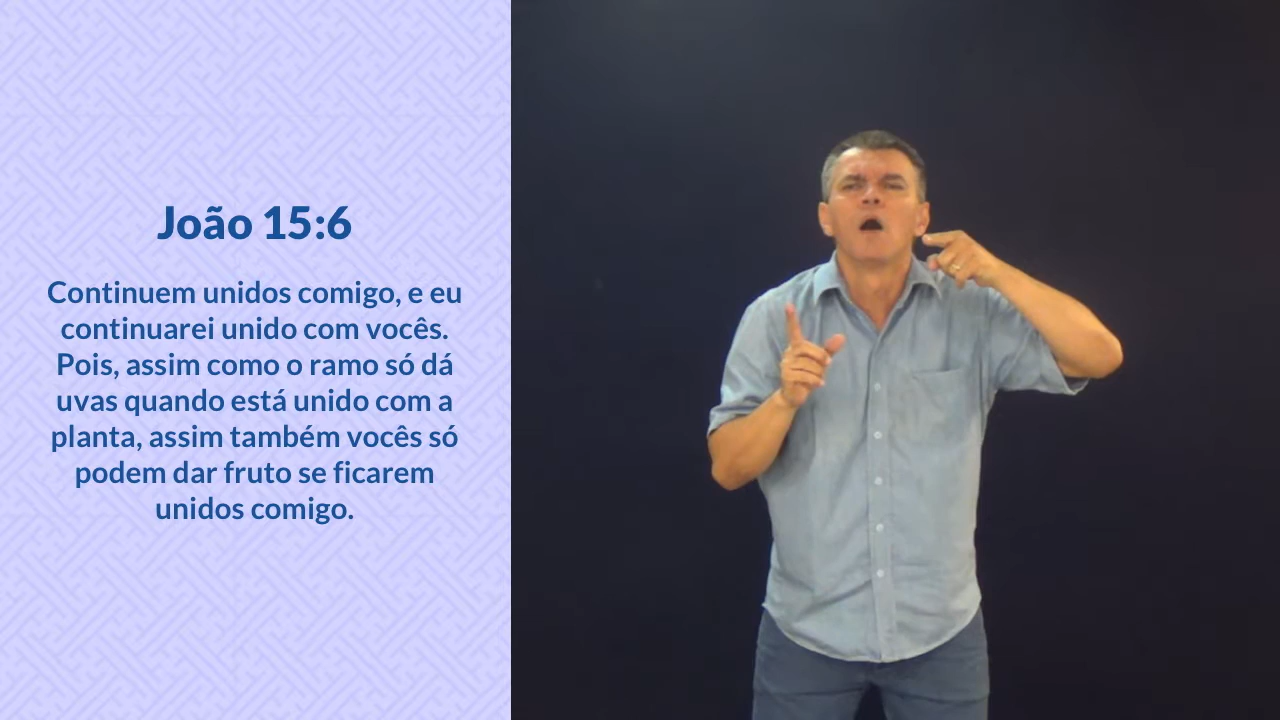 João 15:6
Continuem unidos comigo, e eu
continuarei unido com vocês.
Pois, assim como o ramo só dá
uvas quando está unido com a
planta, assim também vocês só
podem dar fruto se ficarem
unidos comigo.